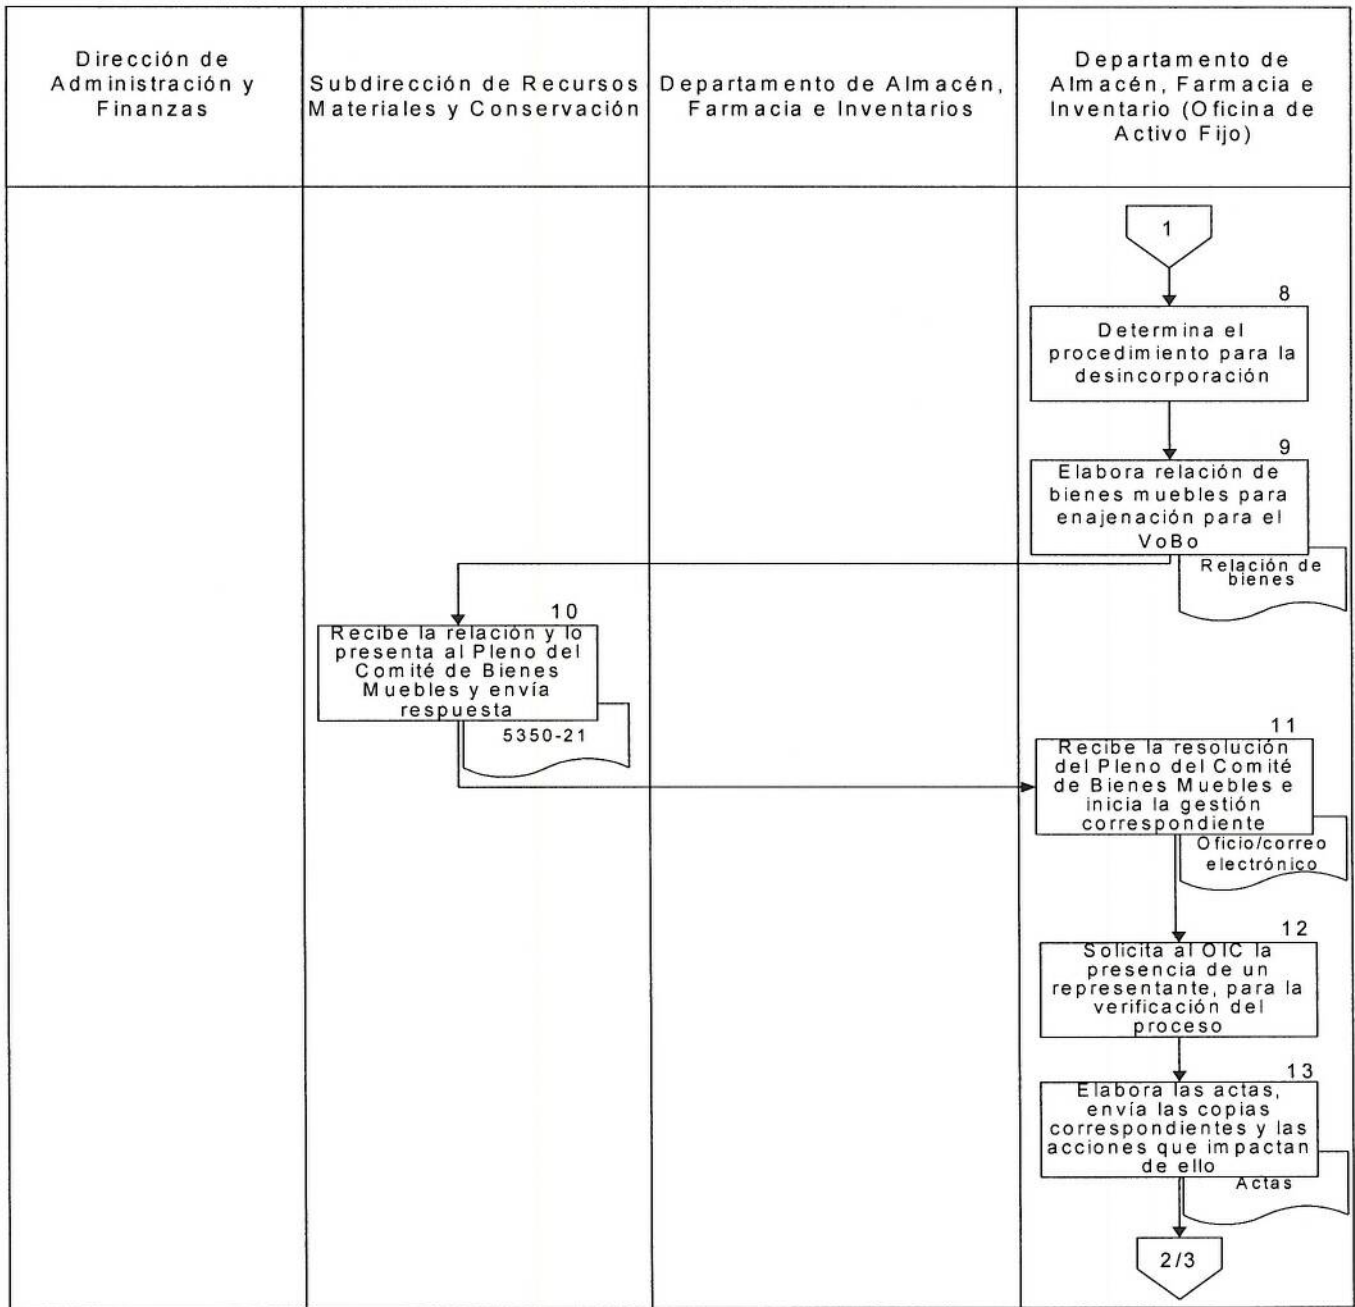 Dirección de
Administración y
Finanzas
Subdirección de Recursos
Materiales y Conservación
Departamento de Almacén,
Farmacia e Inventarios
Departamento de
Almacén, Farmacia e
Inventario (Oficina de
Activo Fijo)
1
8
Determina el
procedimiento para la
desincorporación
9
Elabora relación de
bienes muebles para
enajenación para el
VoBo
Relación de
bienes
10
Recibe la relación y lo
presenta al Pleno del
Comité de Bienes
Muebles y envía
respuesta
5350-21
11
Recibe la resolución
del Pleno del Comité
de Bienes Muebles e
inicia la gestión
correspondiente
Oficio/correo
electrónico
12
Solicita al OIC la
presencia de un
representante, para la
verificación del
proceso
13
Elabora las actas,
envía las copias
correspondientes y las
acciones que impactan
de ello
Actas
2/3